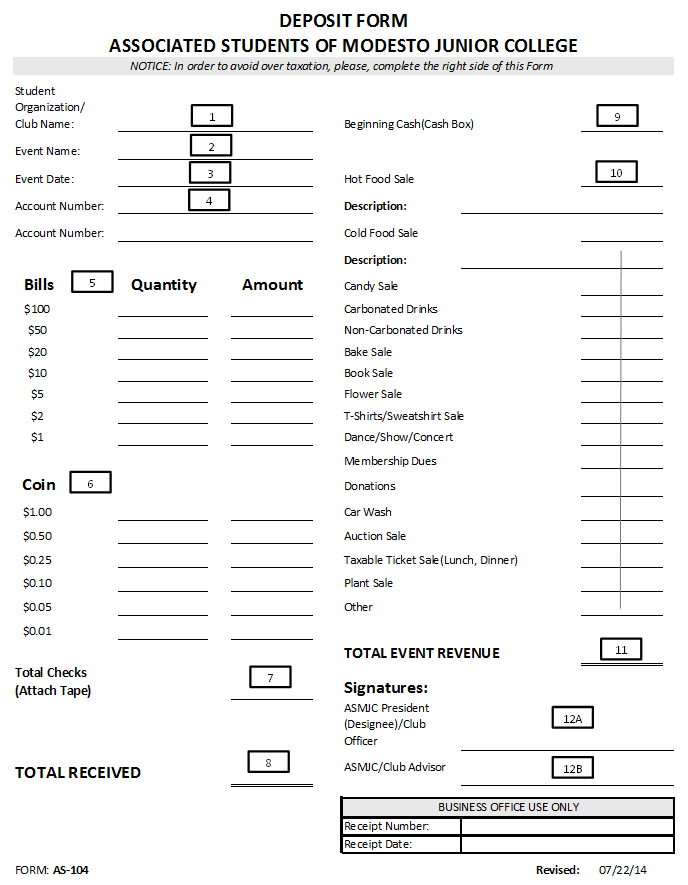 DEPOSIT FORM
ASSOCIATED STUDENTS OF MODESTO JUNIOR COLLEGE
NOTICE: In order to avoid over taxation, please, complete the right side of this Form
Student
Organization/
Club Name: 1
Event Name: 2
Event Date: 3
Account Number: 4
Account Number:
Bills 5 Quantity Amount
$100
$50
$20
$10
$5
$2
$1
Coin 6
$1.00
$0.50
$0.25
$0.10
$0.05
$0.01
Total Checks
(Attach Tape) 7
TOTAL RECEIVED 8
Beginning Cash(Cash Box) 9
Hot Food Sale 10
Description:
Cold Food Sale
Description:
Candy Sale
Carbonated Drinks
Non-Carbonated Drinks
Bake Sale
Book Sale
Flower Sale
T-Shirts/Sweatshirt Sale
Dance/Show/Concert
Membership Dues
Donations
Car Wash
Auction Sale
Taxable Ticket Sale(Lunch, Dinner)
Plant Sale
Other
TOTAL EVENT REVENUE 11
Signatures:
ASMJC President
(Designee)/Club 12A
Officer
ASMJC/Club Advisor 12B
BUSINESS OFFICE USE ONLY
Receipt Number:
Receipt Date:
FORM: AS-104 Revised: 07/22/14